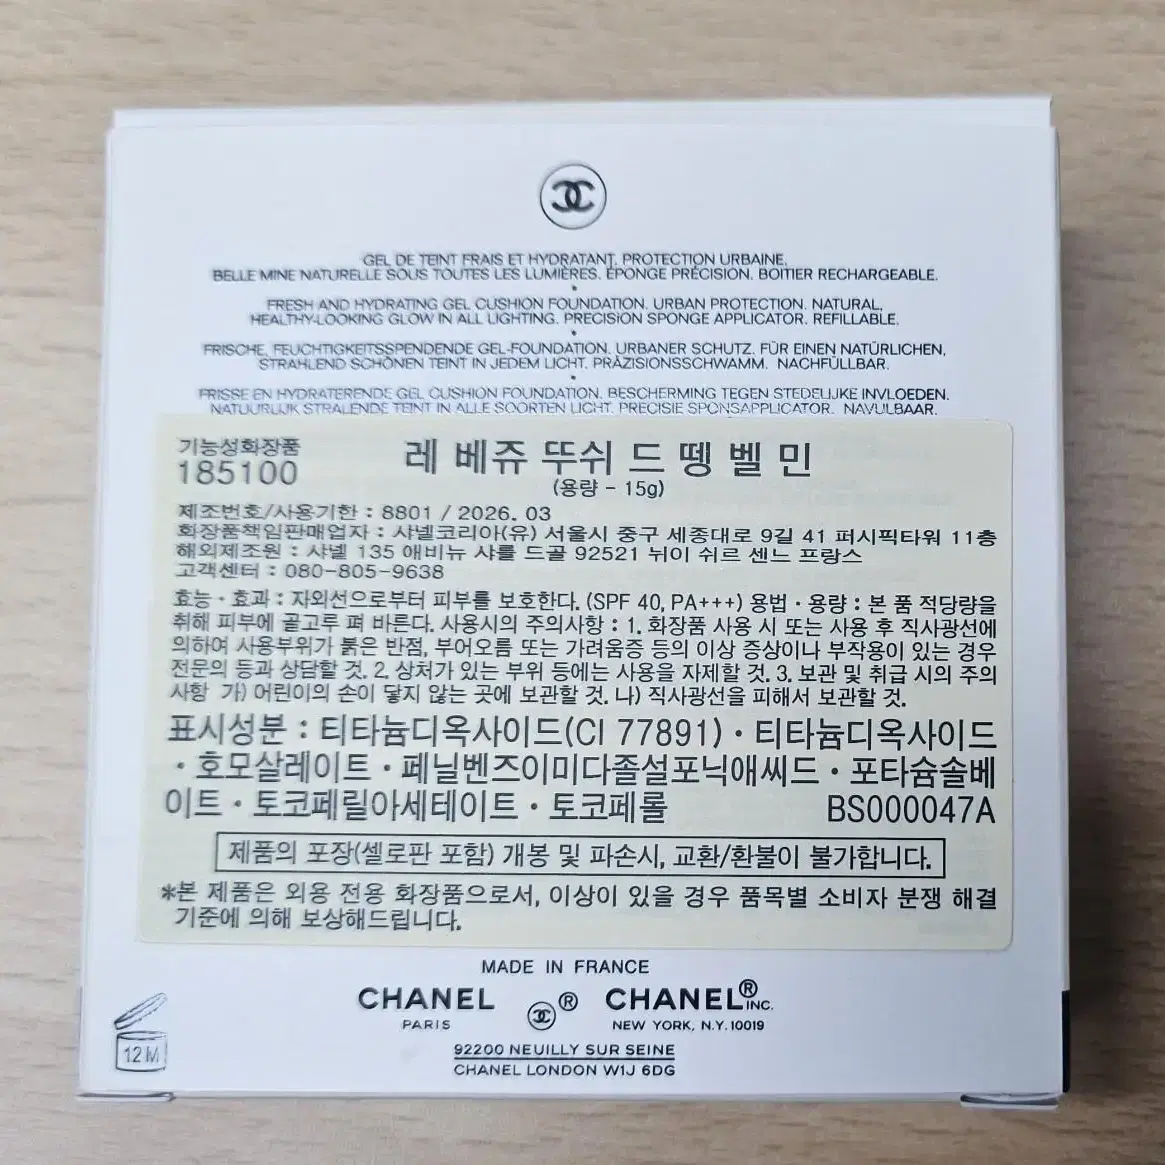 GEL DE TEINT FRAIS ET HYDRATANT. PROTECTION URBAINE.
BELLE MINE NATURELLE SOUS TOUTES LES LUMIÈRES. ÉPONGE PRÉCISION. BOITIER RECHARGEABLE.
FRESH AND HYDRATING GEL CUSHION FOUNDATION. URBAN PROTECTION. NATURAL,
HEALTHY-LOOKING GLOW IN ALL LIGHTING. PRECISION SPONGE APPLICATOR. REFILLABLE.
FRISCHE, FEUCHTIGKEITSSPENDENDE GEL-FOUNDATION. URBANER SCHUTZ. FÜR EINEN NATÜRLICHEN,
STRAHLEND SCHÖNEN TEINT IN JEDEM LICHT. PRÄZISIONSSCHWAMM. NACHFÜLLBAR.
FRISSE EN HYDRATERENDE GEL CUSHION FOUNDATION. BESCHERMING TEGEN STEDELIJKE INVLOEDEN.
NATUURLIJK STRALENDE TEINT IN ALLE SOORTEN LICHT. PRECISIE SPONSAPPLICATOR. NAVULBAAR.
기능성화장품
185100
레 베쥬 뚜쉬 드 뗑 벨 민
(용량 - 15g)
제조번호/사용기한 : 8801 / 2026. 03
화장품책임판매업자 : 샤넬코리아(유) 서울시 중구 세종대로 9길 41 퍼시픽타워 11층
해외제조원 : 샤넬 135 애비뉴 샤를 드골 92521 뉘이 쉬르 센느 프랑스
고객센터 : 080-805-9638
효능 · 효과 : 자외선으로부터 피부를 보호한다. (SPF 40, PA+++) 용법 · 용량 : 본 품 적당량을
취해 피부에 골고루 펴 바른다. 사용시의 주의사항 : 1. 화장품 사용 시 또는 사용 후 직사광선에
의하여 사용부위가 붉은 반점, 부어오름 또는 가려움증 등의 이상 증상이나 부작용이 있는 경우
전문의 등과 상담할 것. 2. 상처가 있는 부위 등에는 사용을 자제할 것. 3. 보관 및 취급 시의 주의
사항 가) 어린이의 손이 닿지 않는 곳에 보관할 것. 나) 직사광선을 피해서 보관할 것.
표시성분 : 티타늄디옥사이드(CI 77891) · 티타늄디옥사이드
· 호모살레이트 · 페닐벤즈이미다졸설포닉애씨드 · 포타슘솔베
이트 · 토코페릴아세테이트 · 토코페롤 BS000047A
제품의 포장(셀로판 포함) 개봉 및 파손시, 교환/환불이 불가합니다.
*본 제품은 외용 전용 화장품으로서, 이상이 있을 경우 품목별 소비자 분쟁 해결
기준에 의해 보상해드립니다.
MADE IN FRANCE
CHANEL ® CHANEL® INC.
PARIS NEW YORK, N.Y. 10019
92200 NEUILLY SUR SEINE
CHANEL LONDON W1J 6DG
12 M